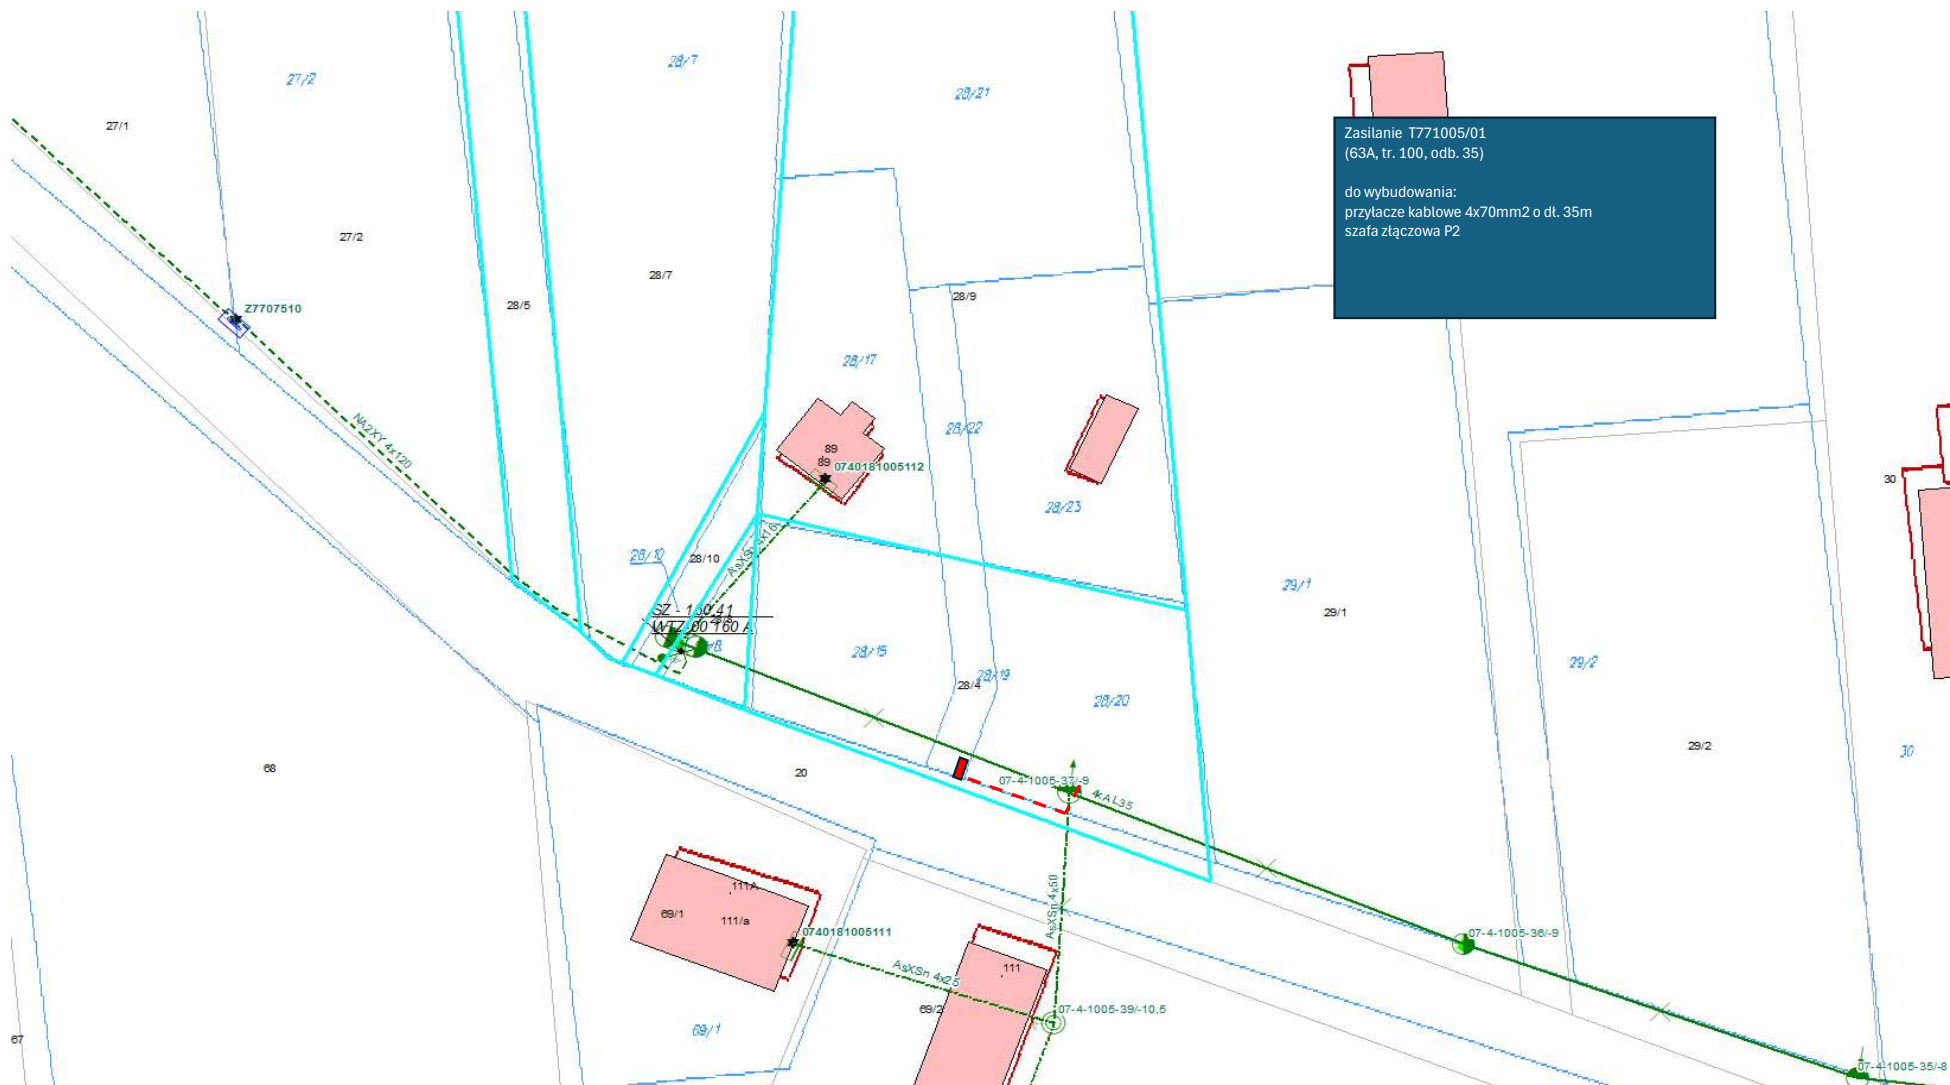 27/2
28/7
28/21
27/1
Zasilanie T771005/01
(63A, tr. 100, odb. 35)
do wybudowania:
przyłacze kablowe 4x70mm2 o dł. 35m
szafa złączowa P2
27/2
28/7
28/5
28/9
Z7707510
28/17
NA2XY 4x120
28/22
89
89
0740181005112
30
28/23
AsXSn 4x16
28/10
28/10
29/1
29/1
SZ - 160.41
WTZ-00 160 A
28/15
28/4
28/19
28/20
29/2
29/2
30
68
20
07-4-1005-37/-9
4xAL35
111A
69/1
111/a
0740181005111
AsXSn 4x50
07-4-1005-36/-9
AsXSn 4x25
111
69/2
07-4-1005-39/-10,5
69/1
67
07-4-1005-35/-8